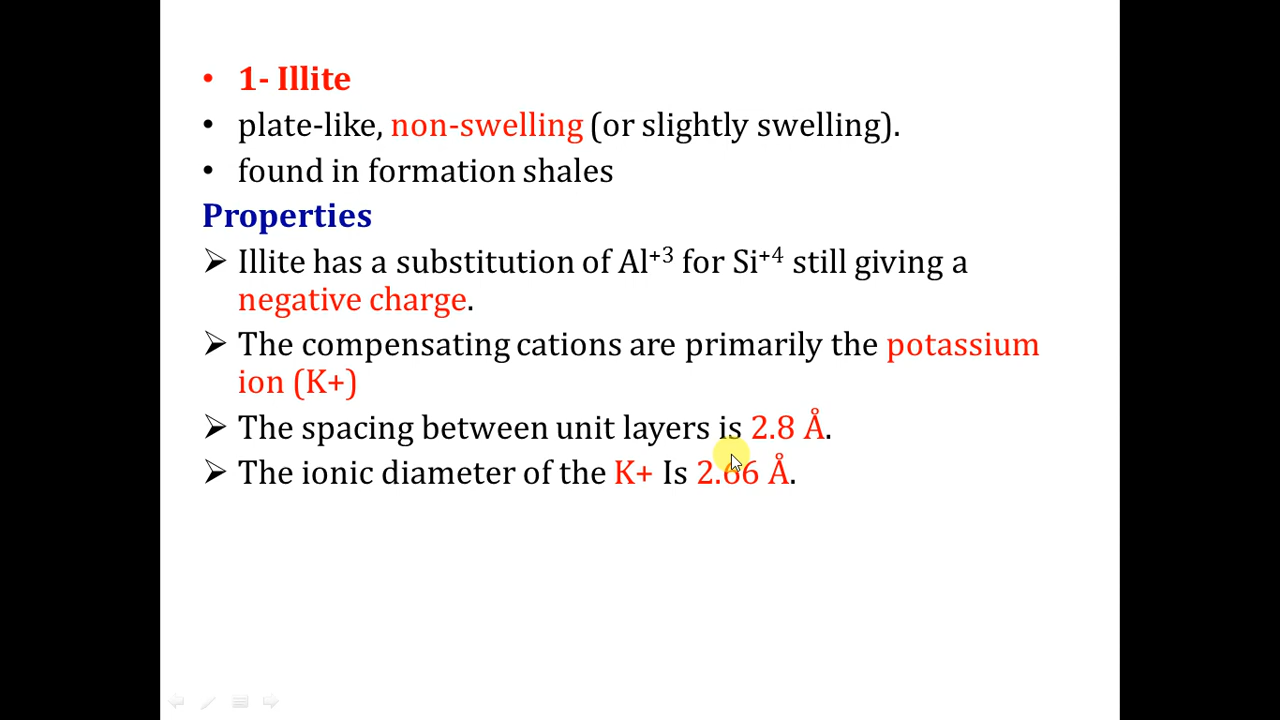 • 1- Illite
• plate-like, non-swelling (or slightly swelling).
• found in formation shales
Properties
➢ Illite has a substitution of Al⁺³ for Si⁺⁴ still giving a
negative charge.
➢ The compensating cations are primarily the potassium
ion (K+)
➢ The spacing between unit layers is 2.8 Å.
➢ The ionic diameter of the K+ Is 2.66 Å.